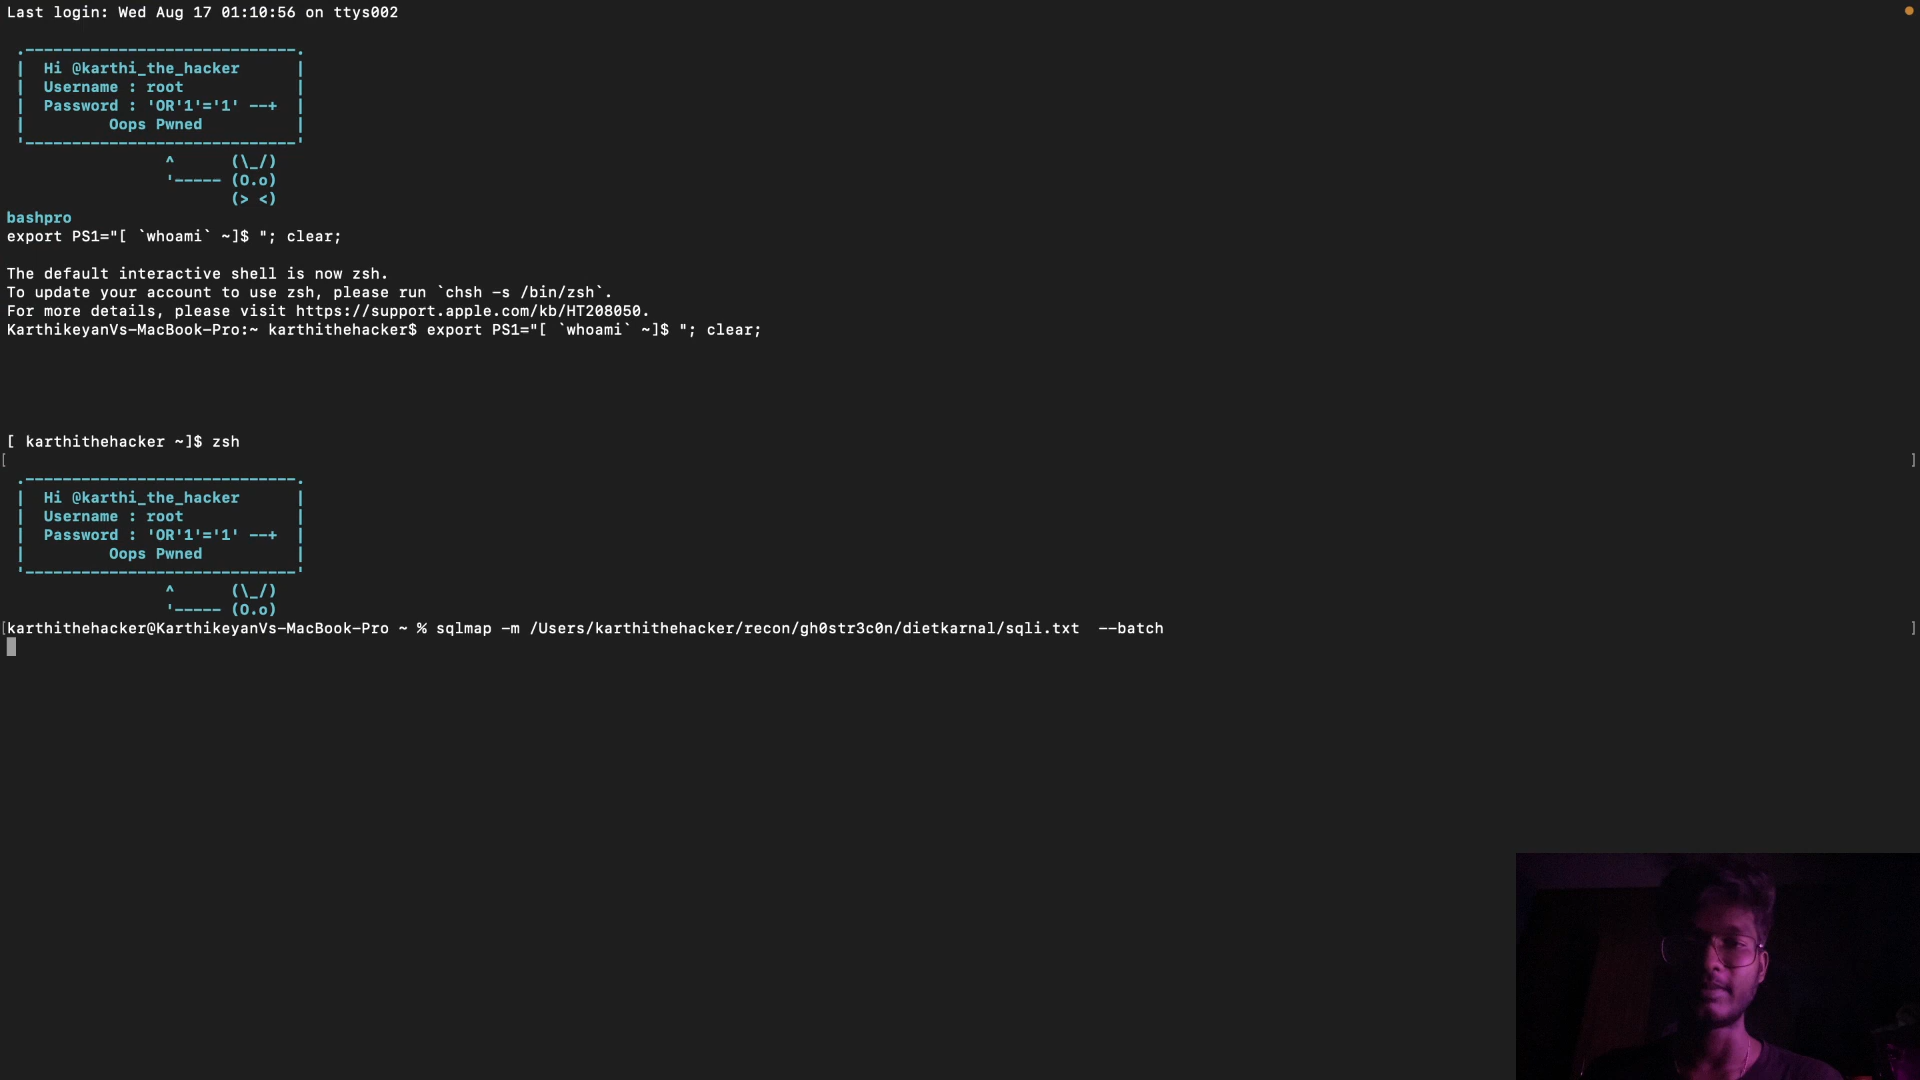 Last login: Wed Aug 17 01:10:56 on ttys002
.-----------------------------.
|  Hi @karthi_the_hacker      |
|  Username : root            |
|  Password : 'OR'1'='1' --+  |
|         Oops Pwned          |
'-----------------------------'
^      (\_/)
'----- (O.o)
(> <)
bashpro
export PS1="[ `whoami` ~]$ "; clear;
The default interactive shell is now zsh.
To update your account to use zsh, please run `chsh -s /bin/zsh`.
For more details, please visit https://support.apple.com/kb/HT208050.
KarthikeyanVs-MacBook-Pro:~ karthithehacker$ export PS1="[ `whoami` ~]$ "; clear;
[ karthithehacker ~]$ zsh
[ ]
.-----------------------------.
|  Hi @karthi_the_hacker      |
|  Username : root            |
|  Password : 'OR'1'='1' --+  |
|         Oops Pwned          |
'-----------------------------'
^      (\_/)
'----- (O.o)
[karthithehacker@KarthikeyanVs-MacBook-Pro ~ % sqlmap -m /Users/karthithehacker/recon/gh0str3c0n/dietkarnal/sqli.txt  --batch ]